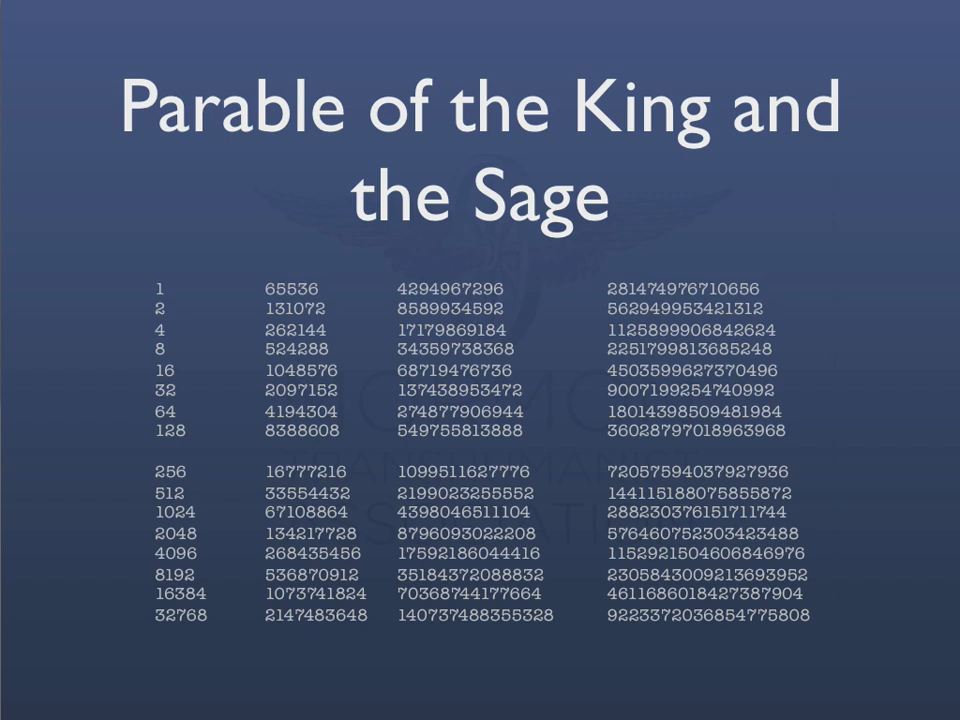 Parable of the King and
the Sage
1 65536 4294967296 281474976710656
2 131072 8589934592 562949953421312
4 262144 17179869184 1125899906842624
8 524288 34359738368 2251799813685248
16 1048576 68719476736 4503599627370496
32 2097152 137438953472 9007199254740992
64 4194304 274877906944 18014398509481984
128 8388608 549755813888 36028797018963968
256 16777216 1099511627776 72057594037927936
512 33554432 2199023255552 144115188075855872
1024 67108864 4398046511104 288230376151711744
2048 134217728 8796093022208 576460752303423488
4096 268435456 17592186044416 1152921504606846976
8192 536870912 35184372088832 2305843009213693952
16384 1073741824 70368744177664 4611686018427387904
32768 2147483648 140737488355328 9223372036854775808